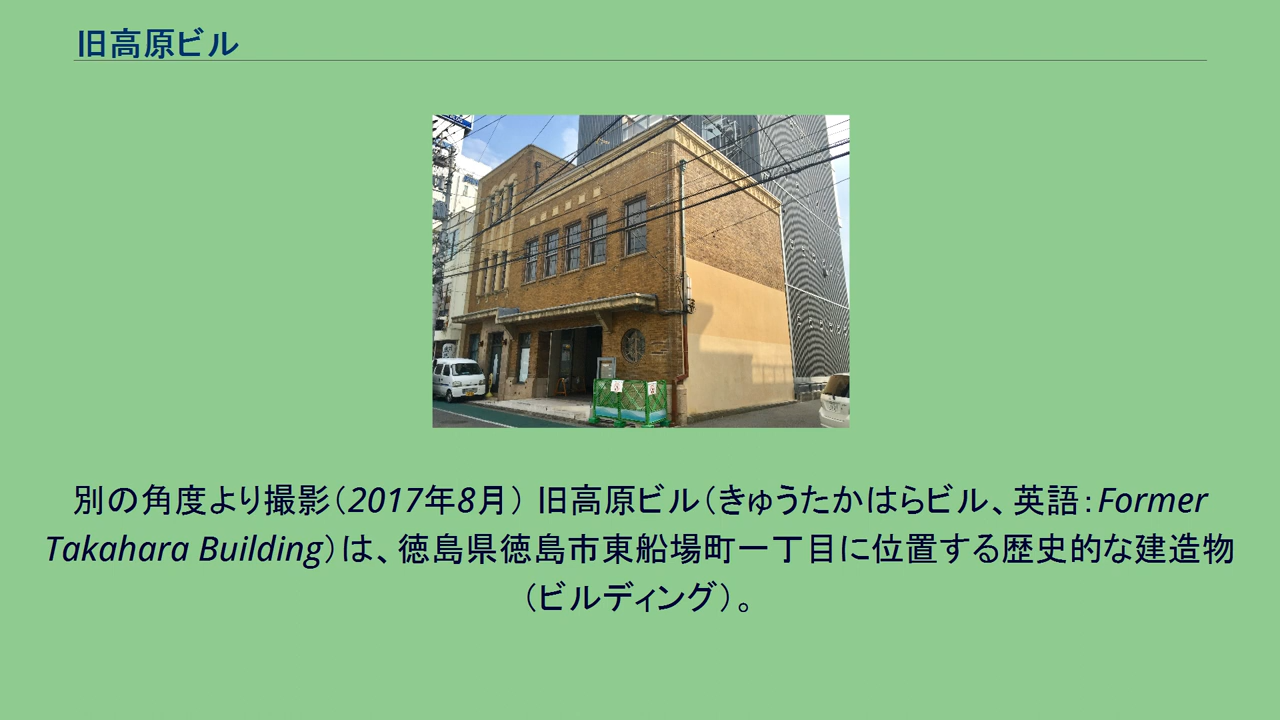 旧高原ビル
別の角度より撮影（2017年8月） 旧高原ビル（きゅうたかはらビル、英語：Former
Takahara Building）は、徳島県徳島市東船場町一丁目に位置する歴史的な建造物
（ビルディング）。